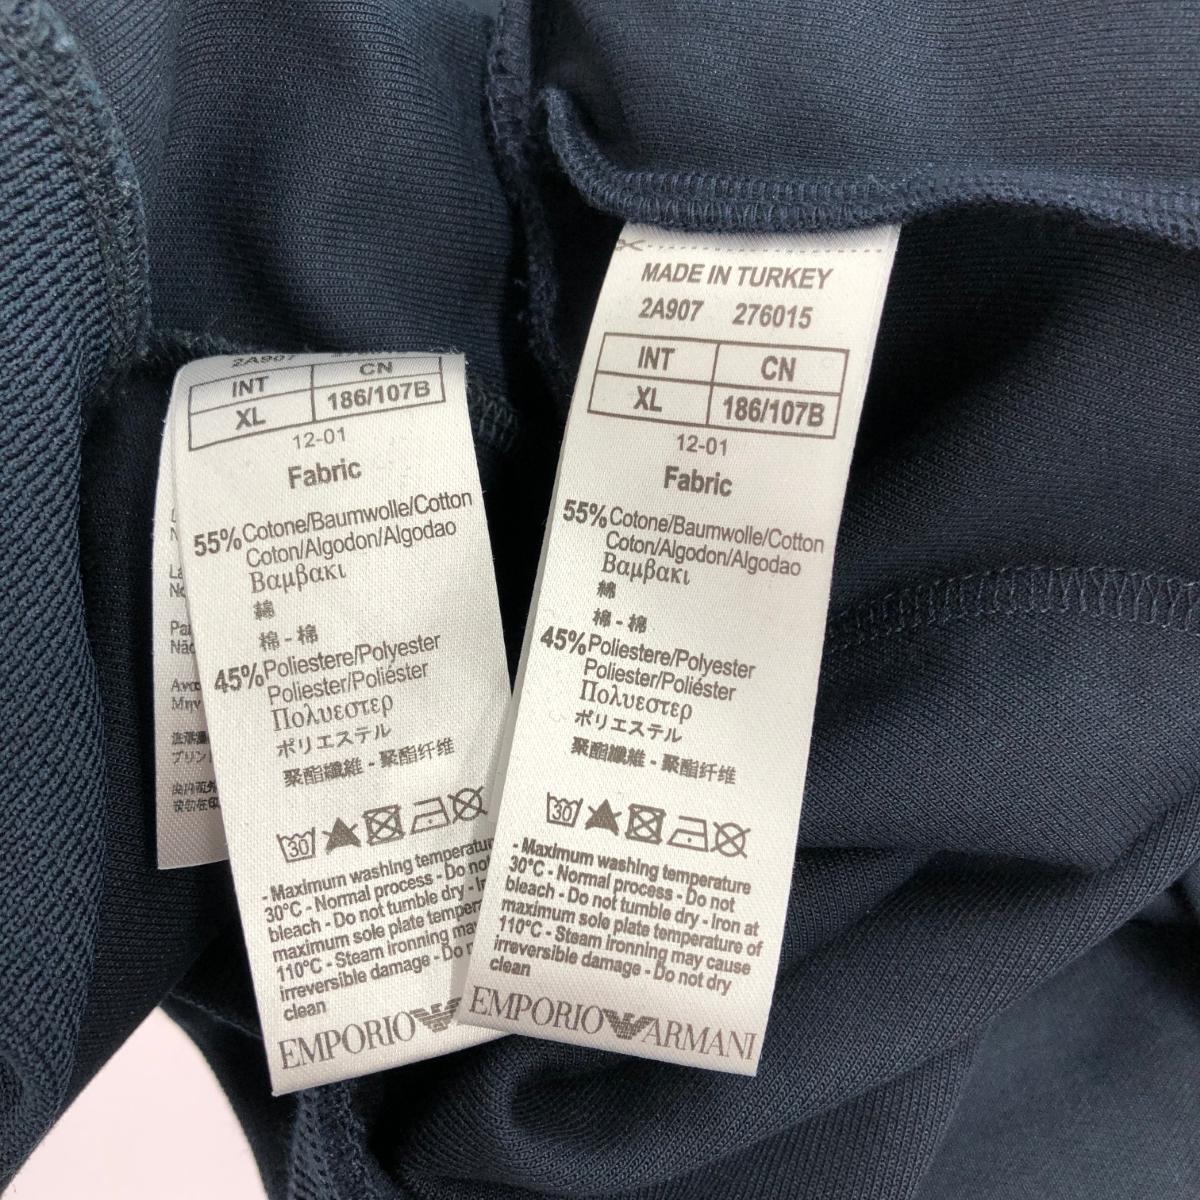 2A907
INT CN
XL 186/107B
12-01
Fabric
55% Cotone/Baumwolle/Cotton
Coton/Algodon/Algodao
Βαμβακι
綿
棉 - 棉
45% Poliestere/Polyester
Poliester/Poliéster
Πολυεστερ
ポリエステル
聚酯纖維 - 聚酯纤维
30
- Maximum washing temperature
30°C - Normal process - Do not
bleach - Do not tumble dry -
maximum sole plate
110°C - Steam ironning may
irreversible damage - Do
clean
EMPORIO
MADE IN TURKEY
2A907 276015
INT CN
XL 186/107B
12-01
Fabric
55% Cotone/Baumwolle/Cotton
Coton/Algodon/Algodao
Βαμβακι
綿
棉 - 棉
45% Poliestere/Polyester
Poliester/Poliéster
Πολυεστερ
ポリエステル
聚酯纖維 - 聚酯纤维
30
- Maximum washing temperature
30°C - Normal process - Do not
bleach - Do not tumble dry - Iron at
maximum sole plate temperature of
110°C - Steam ironning may cause
irreversible damage - Do not dry
clean
EMPORIO ARMANI